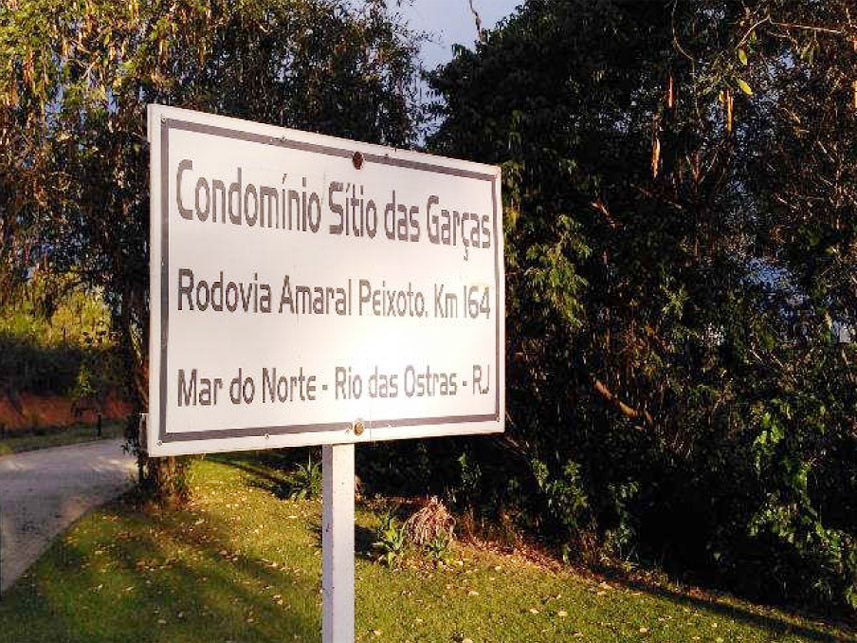 Condomínio Sítio das Garças
Rodovia Amaral Peixoto, Km 164
Mar do Norte - Rio das Ostras - RJ